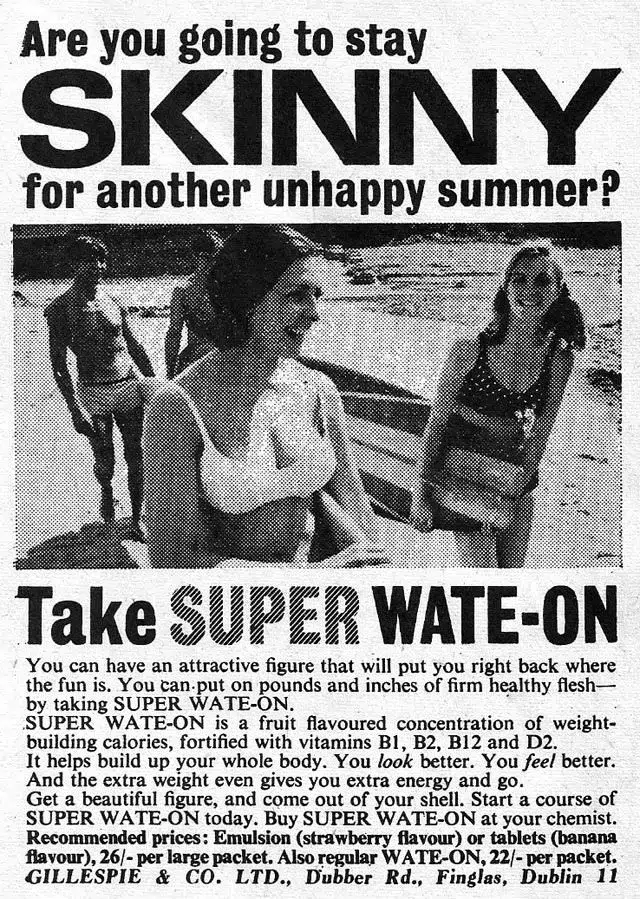 Are you going to stay
SKINNY
for another unhappy summer?
Take SUPER WATE-ON
You can have an attractive figure that will put you right back where
the fun is. You can put on pounds and inches of firm healthy flesh—
by taking SUPER WATE-ON.
SUPER WATE-ON is a fruit flavoured concentration of weight-
building calories, fortified with vitamins B1, B2, B12 and D2.
It helps build up your whole body. You look better. You feel better.
And the extra weight even gives you extra energy and go.
Get a beautiful figure, and come out of your shell. Start a course of
SUPER WATE-ON today. Buy SUPER WATE-ON at your chemist.
Recommended prices: Emulsion (strawberry flavour) or tablets (banana
flavour), 26/- per large packet. Also regular WATE-ON, 22/- per packet.
GILLESPIE & CO. LTD., Dubber Rd., Finglas, Dublin 11